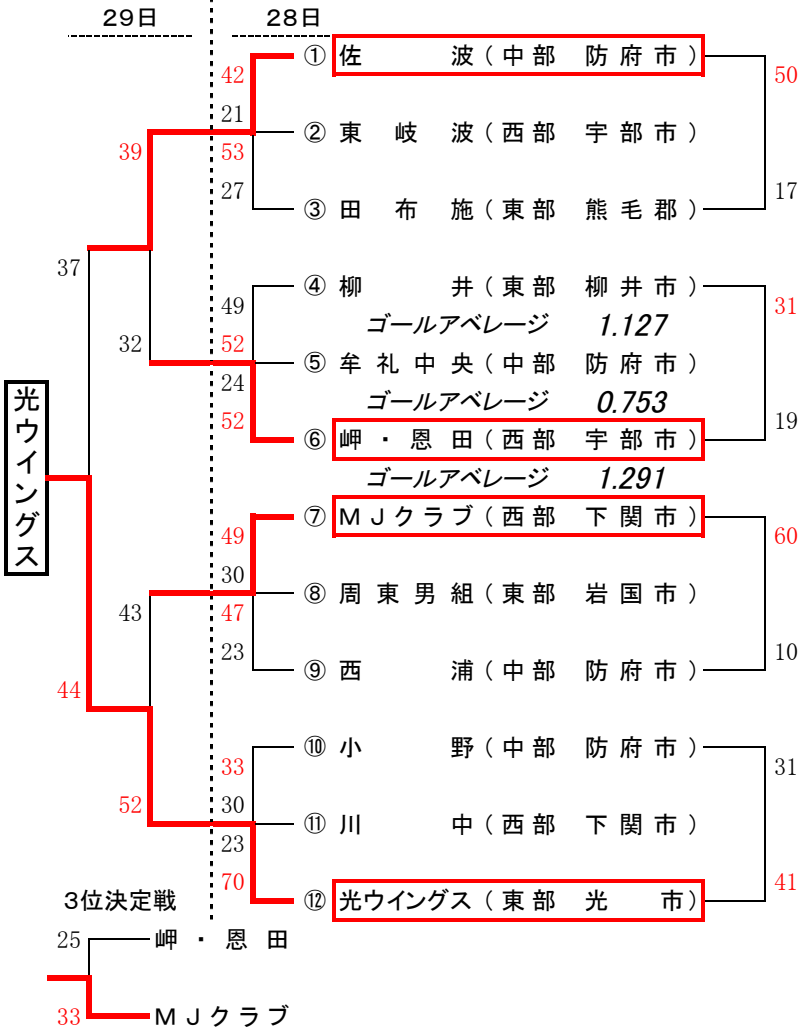 29日 28日
42 ① 佐波（中部 防府市） 50
21
39 53 ② 東岐波（西部 宇部市）
27 17
③ 田布施（東部 熊毛郡）
37
49 ④ 柳井（東部 柳井市） 31
ゴールアベレージ 1.127
32 52
⑤ 牟礼中央（中部 防府市）
24
ゴールアベレージ 0.753
52 19
⑥ 岬・恩田（西部 宇部市）
光ウイングス
ゴールアベレージ 1.291
⑦ MJクラブ（西部 下関市）
49 60
30
43 47 ⑧ 周東男組（東部 岩国市）
23 10
⑨ 西浦（中部 防府市）
44
⑩ 小野（中部 防府市）
33 31
52 30
⑪ 川中（西部 下関市）
23
70 41
3位決定戦 ⑫ 光ウイングス（東部 光市）
25 岬・恩田
33 MJクラブ